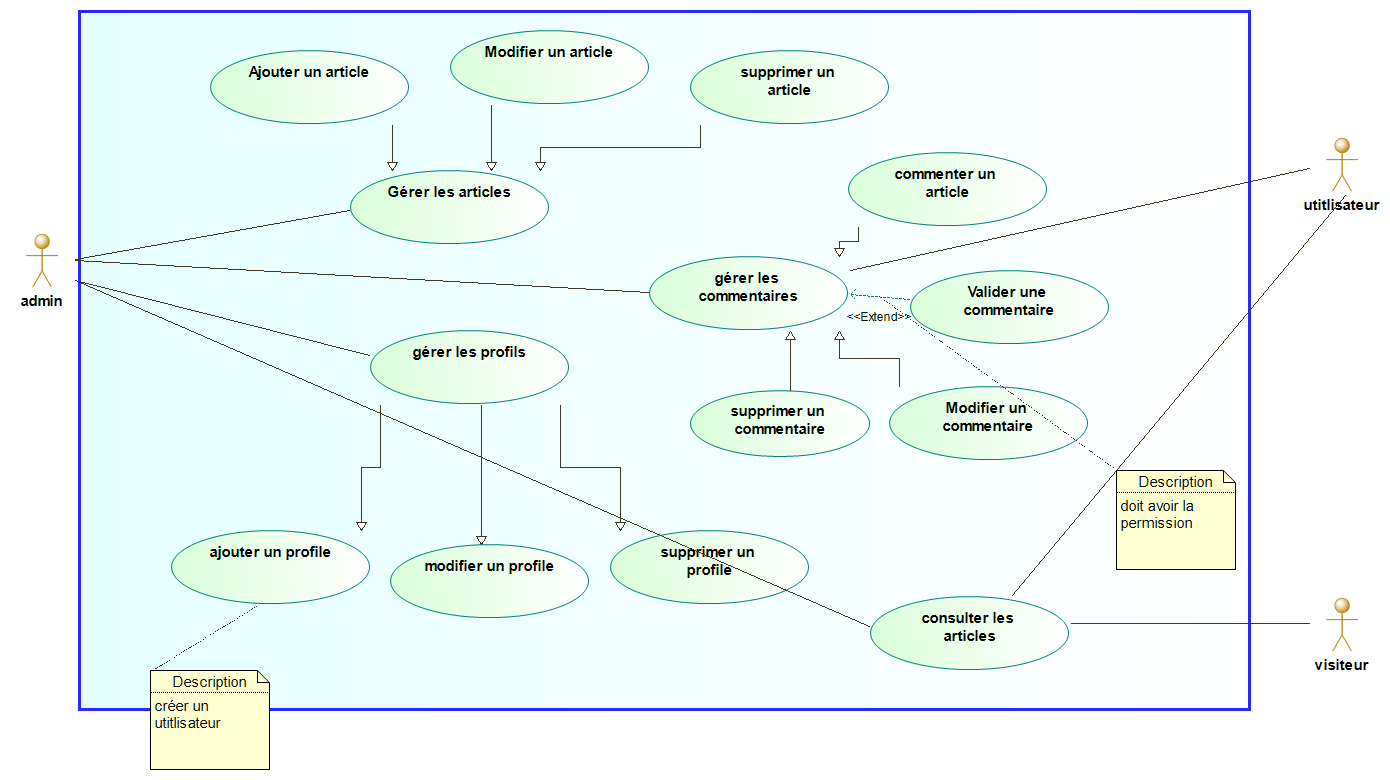 Modifier un article
Ajouter un article
supprimer un
article
commenter un
article
Gérer les articles
utitlisateur
admin
gérer les
commentaires
Valider une
commentaire
<<Extend>>
gérer les profils
supprimer un
commentaire
Modifier un
commentaire
Description
doit avoir la
permission
ajouter un profile
modifier un profile
supprimer un
profile
consulter les
articles
visiteur
Description
créer un
utitlisateur